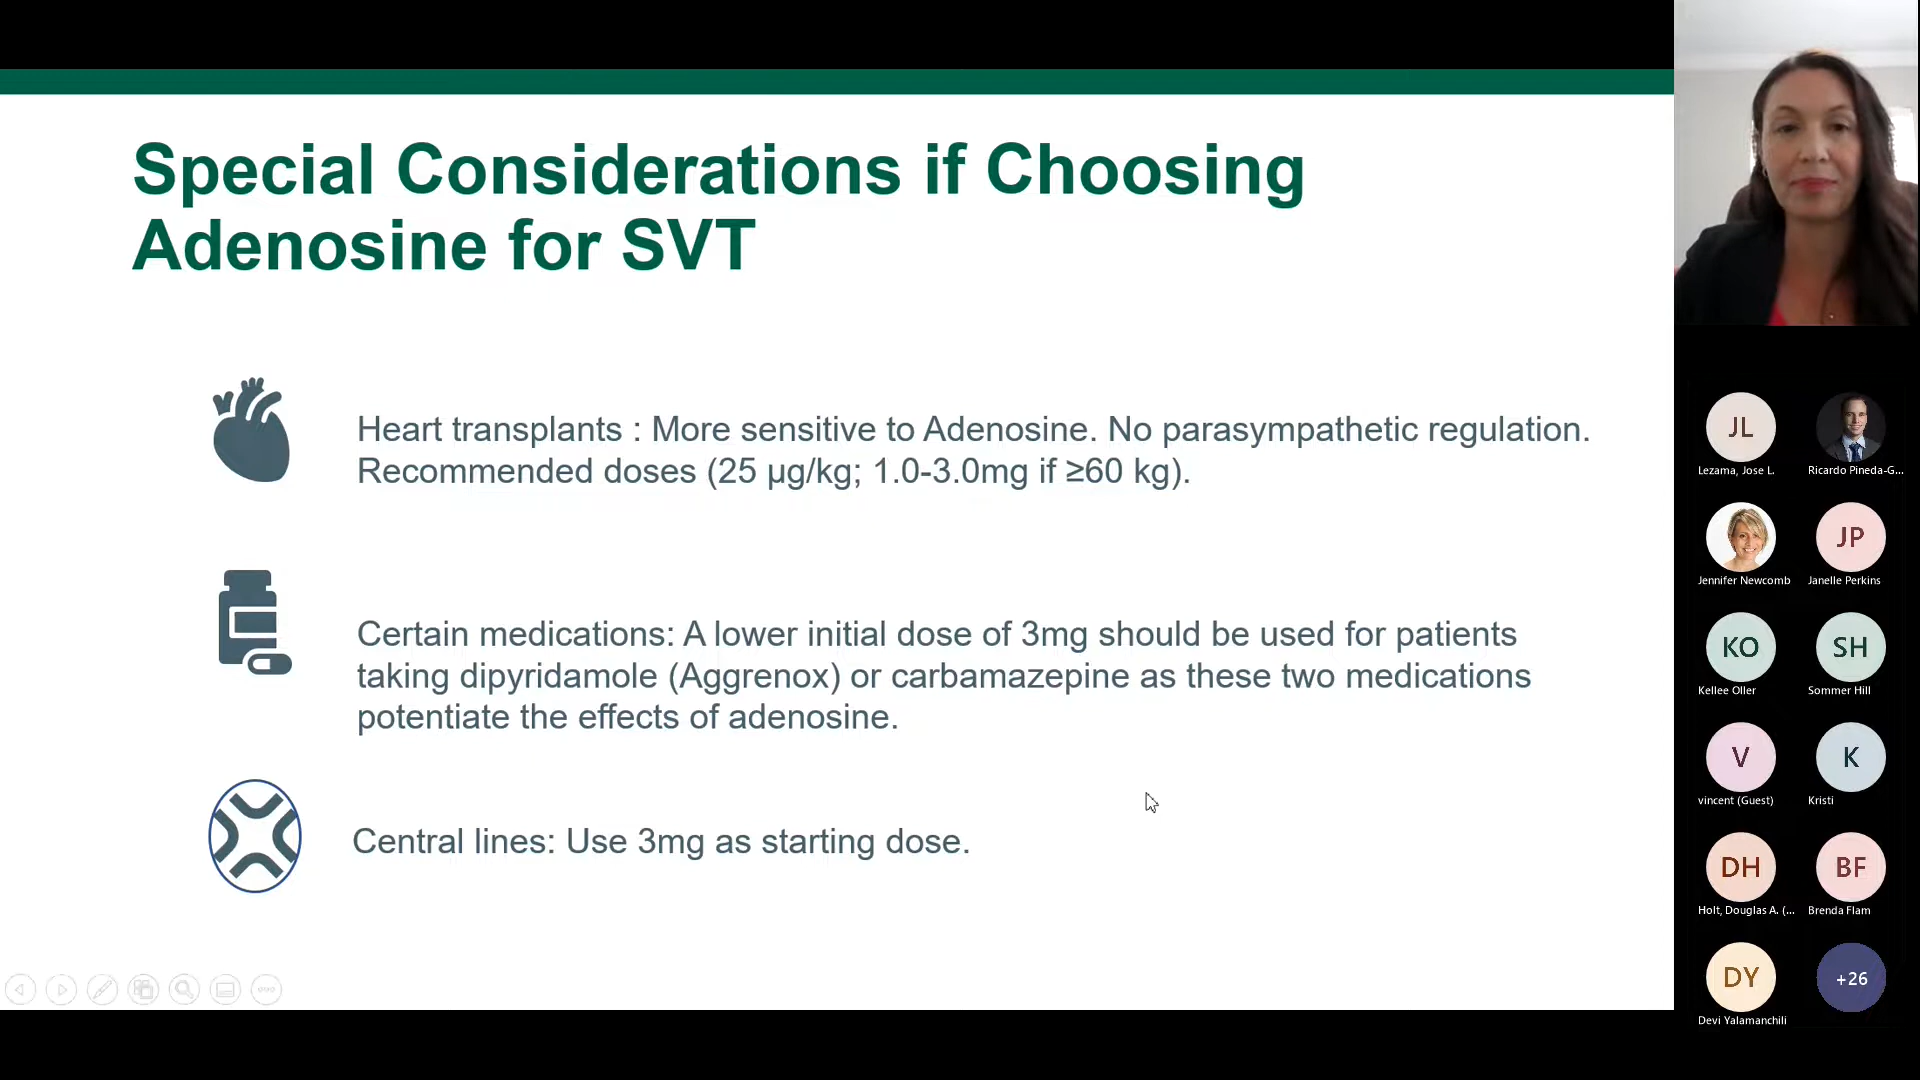 Special Considerations if Choosing
Adenosine for SVT
Heart transplants : More sensitive to Adenosine. No parasympathetic regulation.
Recommended doses (25 µg/kg; 1.0-3.0mg if ≥60 kg).
Certain medications: A lower initial dose of 3mg should be used for patients
taking dipyridamole (Aggrenox) or carbamazepine as these two medications
potentiate the effects of adenosine.
Central lines: Use 3mg as starting dose.
JL
Lezama, Jose L.
Ricardo Pineda-G...
Jennifer Newcomb
JP
Janelle Perkins
KO
Kellee Oller
SH
Sommer Hill
V
vincent (Guest)
K
Kristi
DH
Holt, Douglas A. (...
BF
Brenda Flam
DY
Devi Yalamanchili
+26